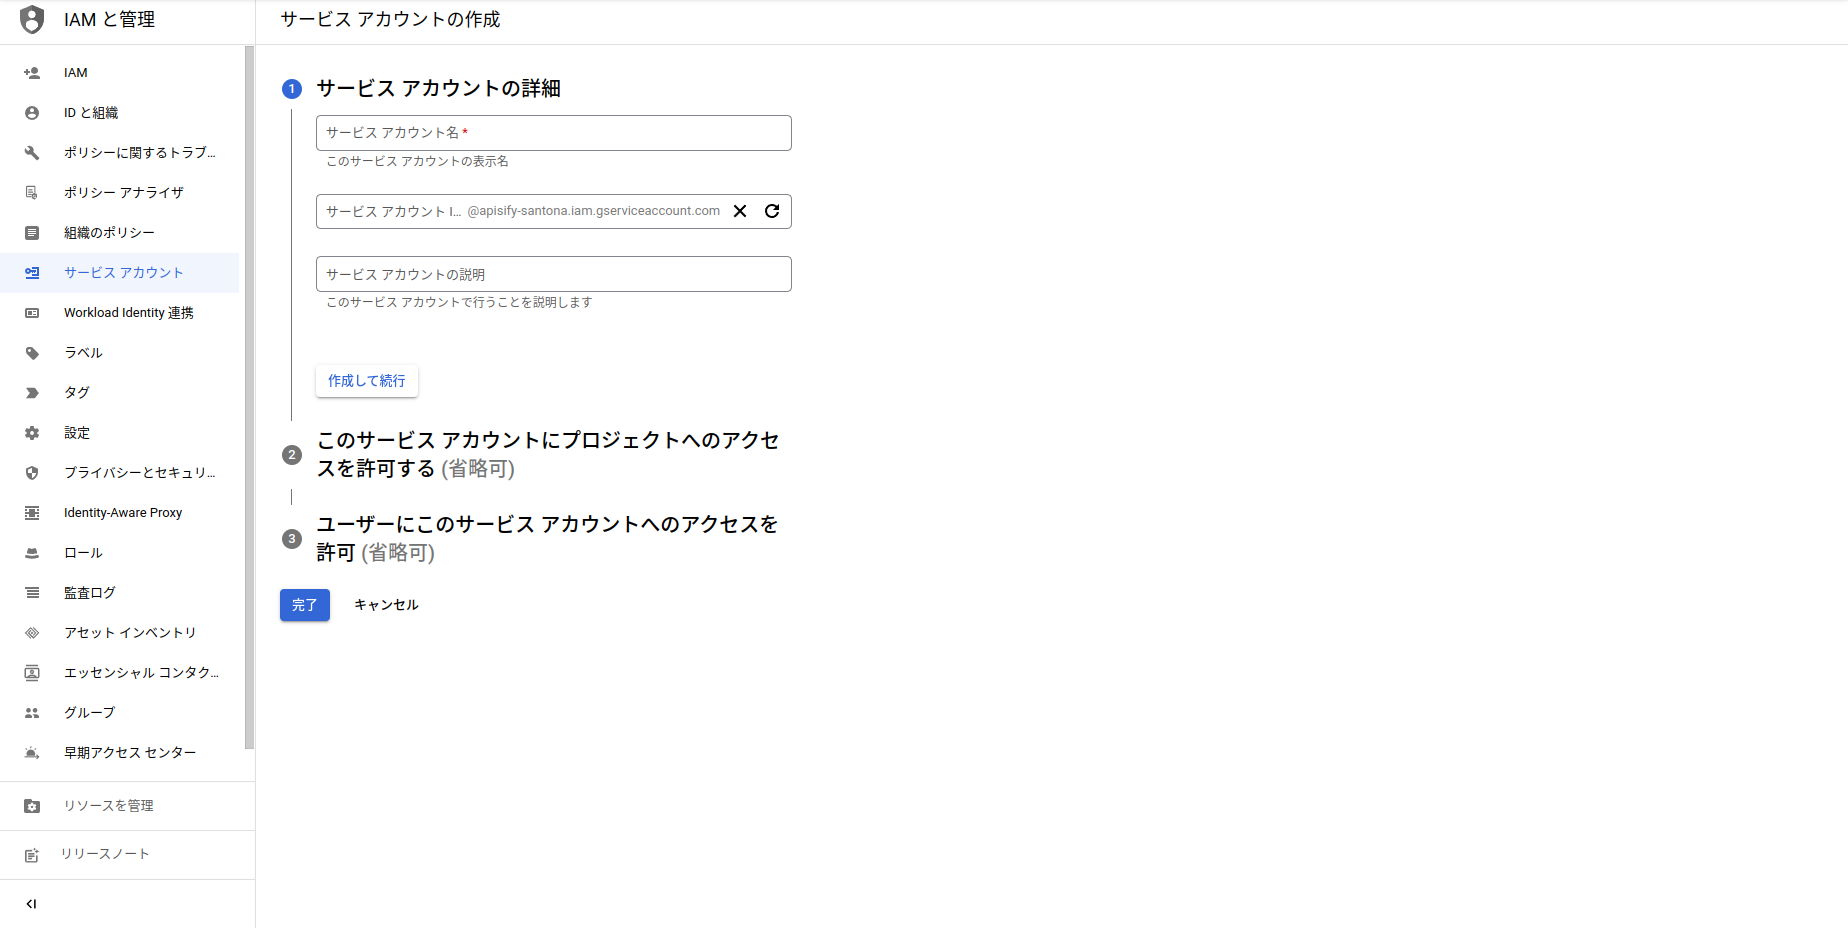 IAM と管理
サービス アカウントの作成
IAM
ID と組織
ポリシーに関するトラブ...
ポリシー アナライザ
組織のポリシー
サービス アカウント
Workload Identity 連携
ラベル
タグ
設定
プライバシーとセキュリ...
Identity-Aware Proxy
ロール
監査ログ
アセット インベントリ
エッセンシャル コンタク...
グループ
早期アクセス センター
リソースを管理
リリースノート
1 サービス アカウントの詳細
サービス アカウント名 *
このサービス アカウントの表示名
サービス アカウント I... @apisify-santona.iam.gserviceaccount.com
サービス アカウントの説明
このサービス アカウントで行うことを説明します
作成して続行
2 このサービス アカウントにプロジェクトへのアクセ
スを許可する (省略可)
3 ユーザーにこのサービス アカウントへのアクセスを
許可 (省略可)
完了 キャンセル